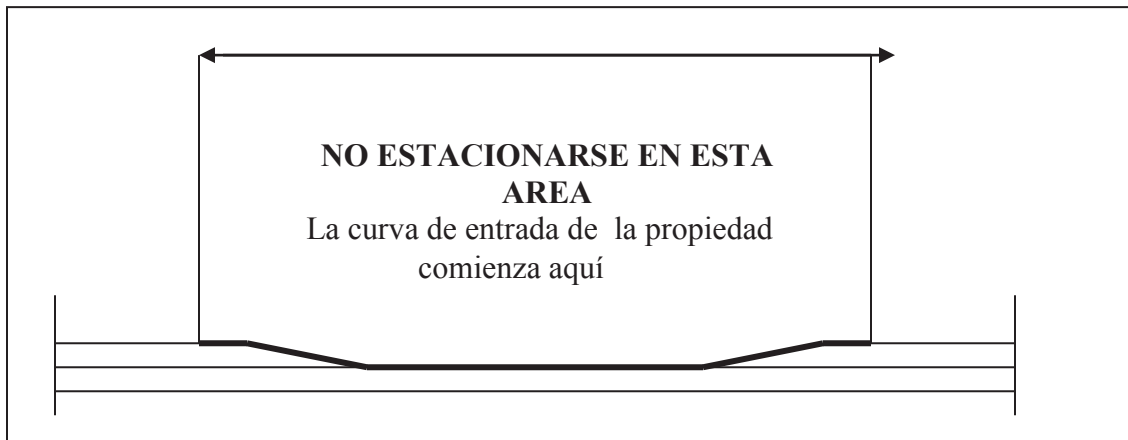 NO ESTACIONARSE EN ESTA
AREA
La curva de entrada de la propiedad
comienza aquí